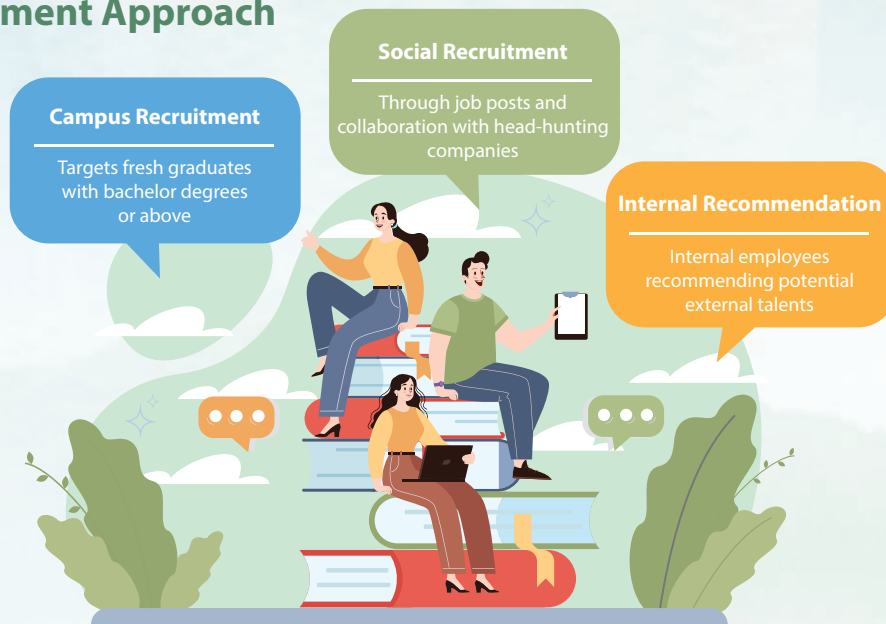 ment Approach
Social Recruitment
Through job posts and
collaboration with head-hunting
companies
Campus Recruitment
Targets fresh graduates
with bachelor degrees
or above
Internal Recommendation
Internal employees
recommending potential
external talents